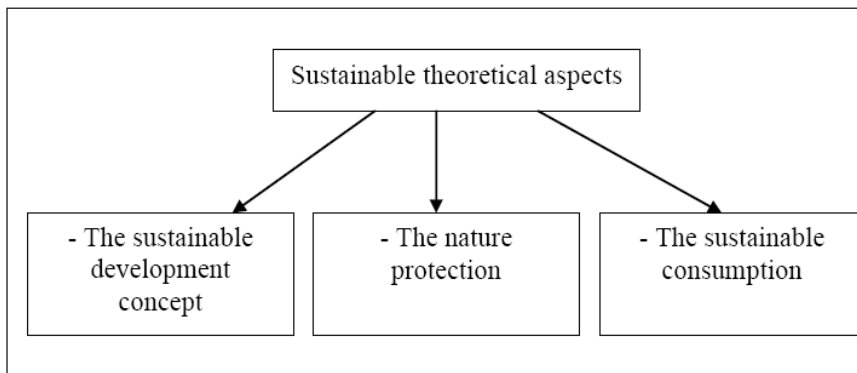 Sustainable theoretical aspects
- The sustainable
development
concept
- The nature
protection
- The sustainable
consumption